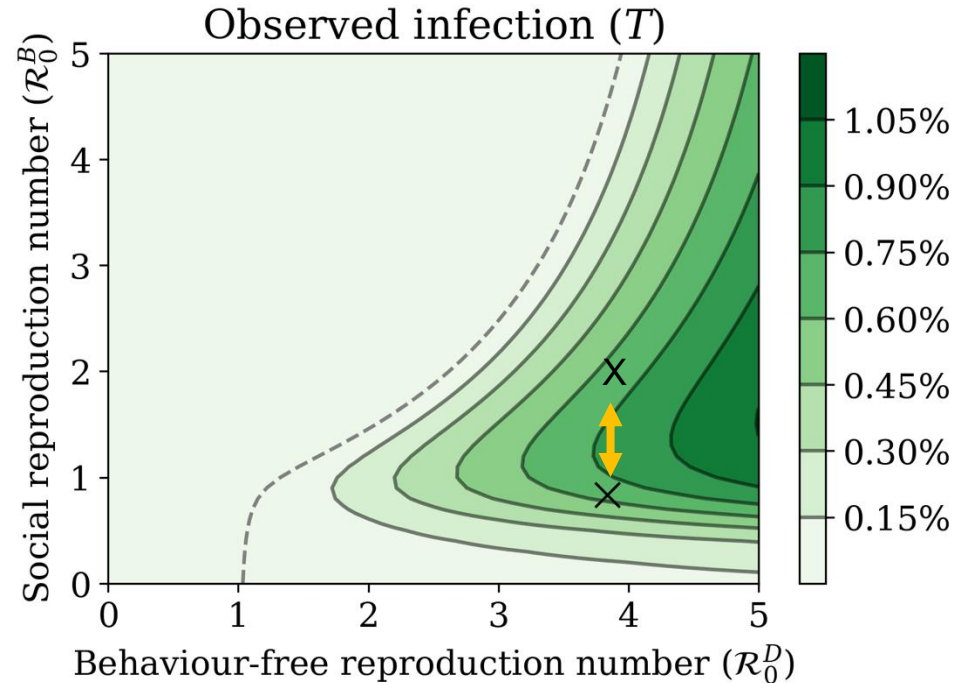 Observed infection (T)
Social reproduction number (ℛ₀ᴮ)
5
4
3
2
1
0
0 1 2 3 4 5
Behaviour-free reproduction number (ℛ₀ᴰ)
X
×
1.05%
0.90%
0.75%
0.60%
0.45%
0.30%
0.15%